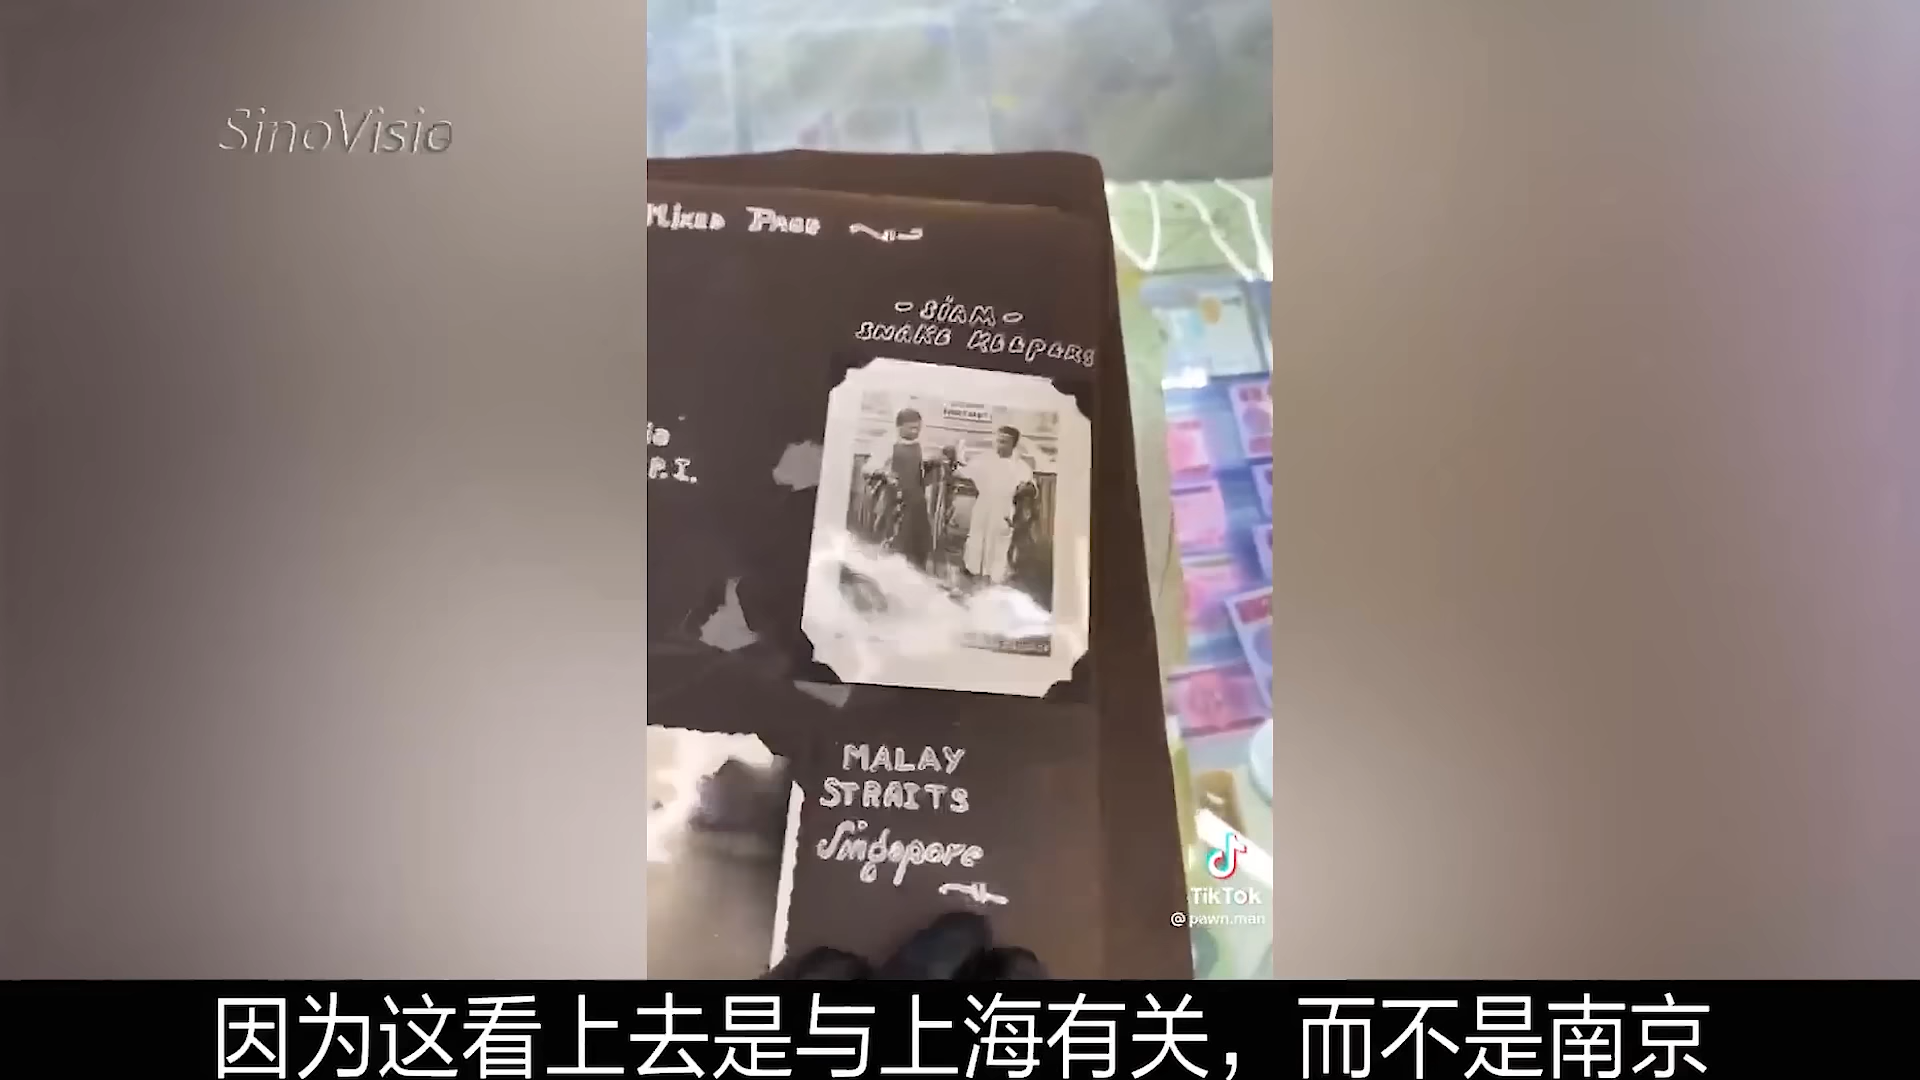 SinoVisio
MIXED PAGE
- SIAM -
SNAKE KEEPERS
P.I.
MALAY
STRAITS
Singapore
TikTok
@pawn.man
因为这看上去是与上海有关，而不是南京